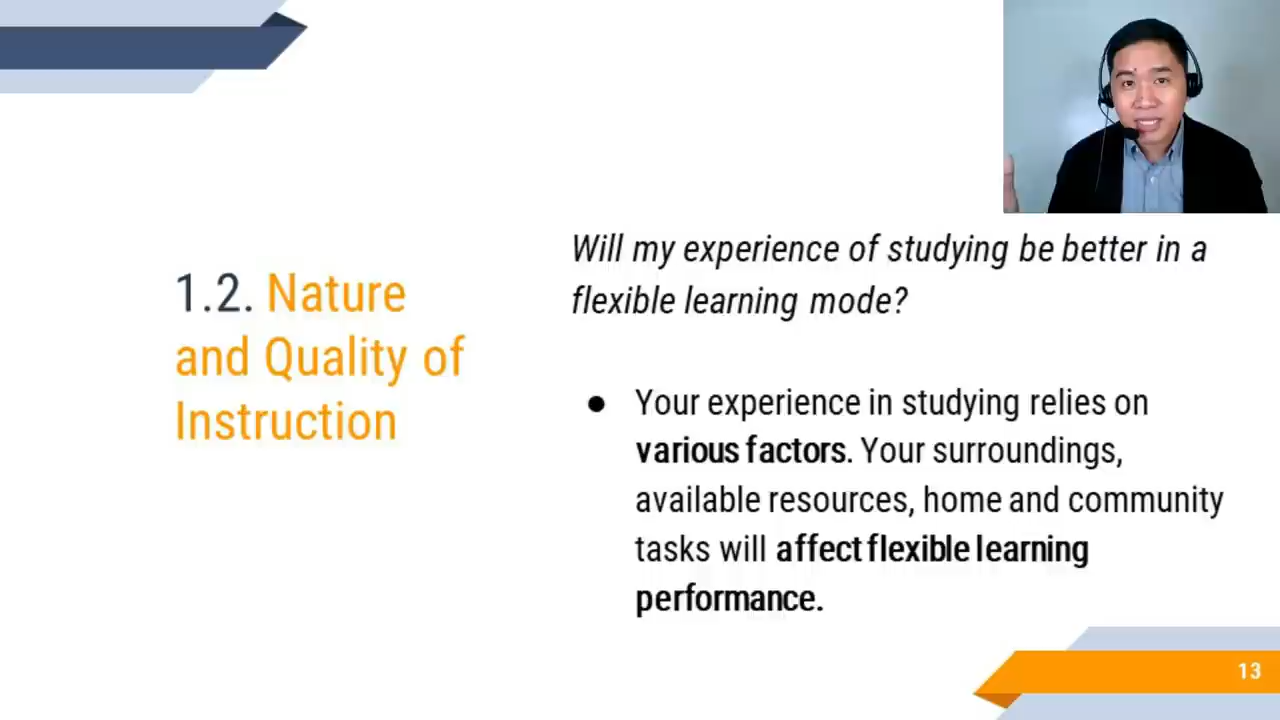 1.2. Nature
and Quality of
Instruction
Will my experience of studying be better in a
flexible learning mode?
● Your experience in studying relies on
various factors. Your surroundings,
available resources, home and community
tasks will affect flexible learning
performance.
13